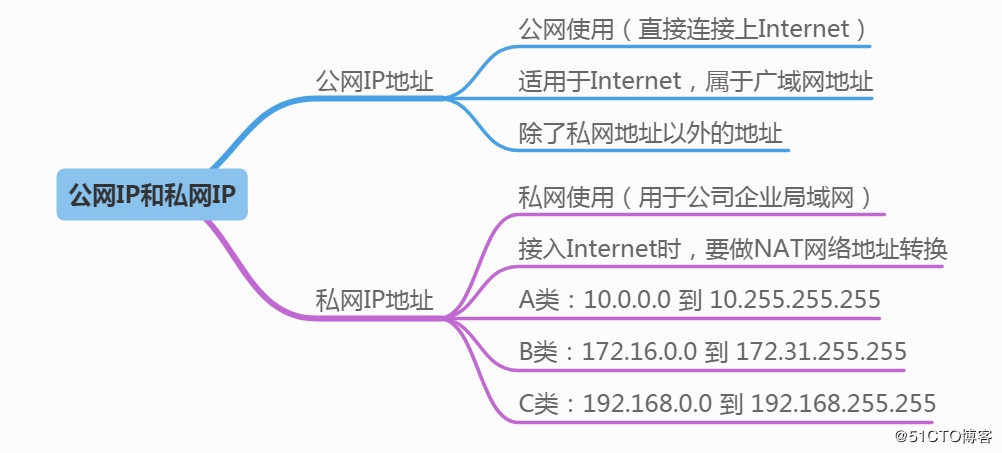 公网使用（直接连接上Internet）
公网IP地址
适用于Internet，属于广域网地址
除了私网地址以外的地址
公网IP和私网IP
私网使用（用于公司企业局域网）
接入Internet时，要做NAT网络地址转换
私网IP地址
A类：10.0.0.0 到 10.255.255.255
B类：172.16.0.0 到 172.31.255.255
C类：192.168.0.0 到 192.168.255.255
@51CTO博客